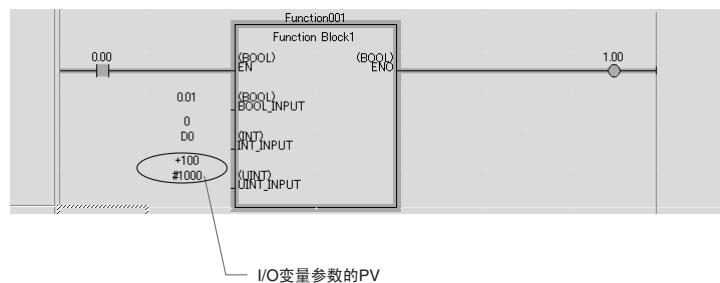 Function001
Function Block1
0.00
(BOOL)
EN
(BOOL)
ENO
1.00
0.01
(BOOL)
BOOL_INPUT
0
D0
(INT)
INT_INPUT
+100
#1000
(UINT)
UINT_INPUT
I/O变量参数的PV